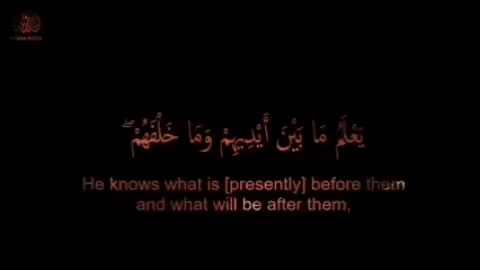 يَعْلَمُ مَا بَيْنَ أَيْدِيهِمْ وَمَا خَلْفَهُمْ ۖ
He knows what is [presently] before them
and what will be after them,